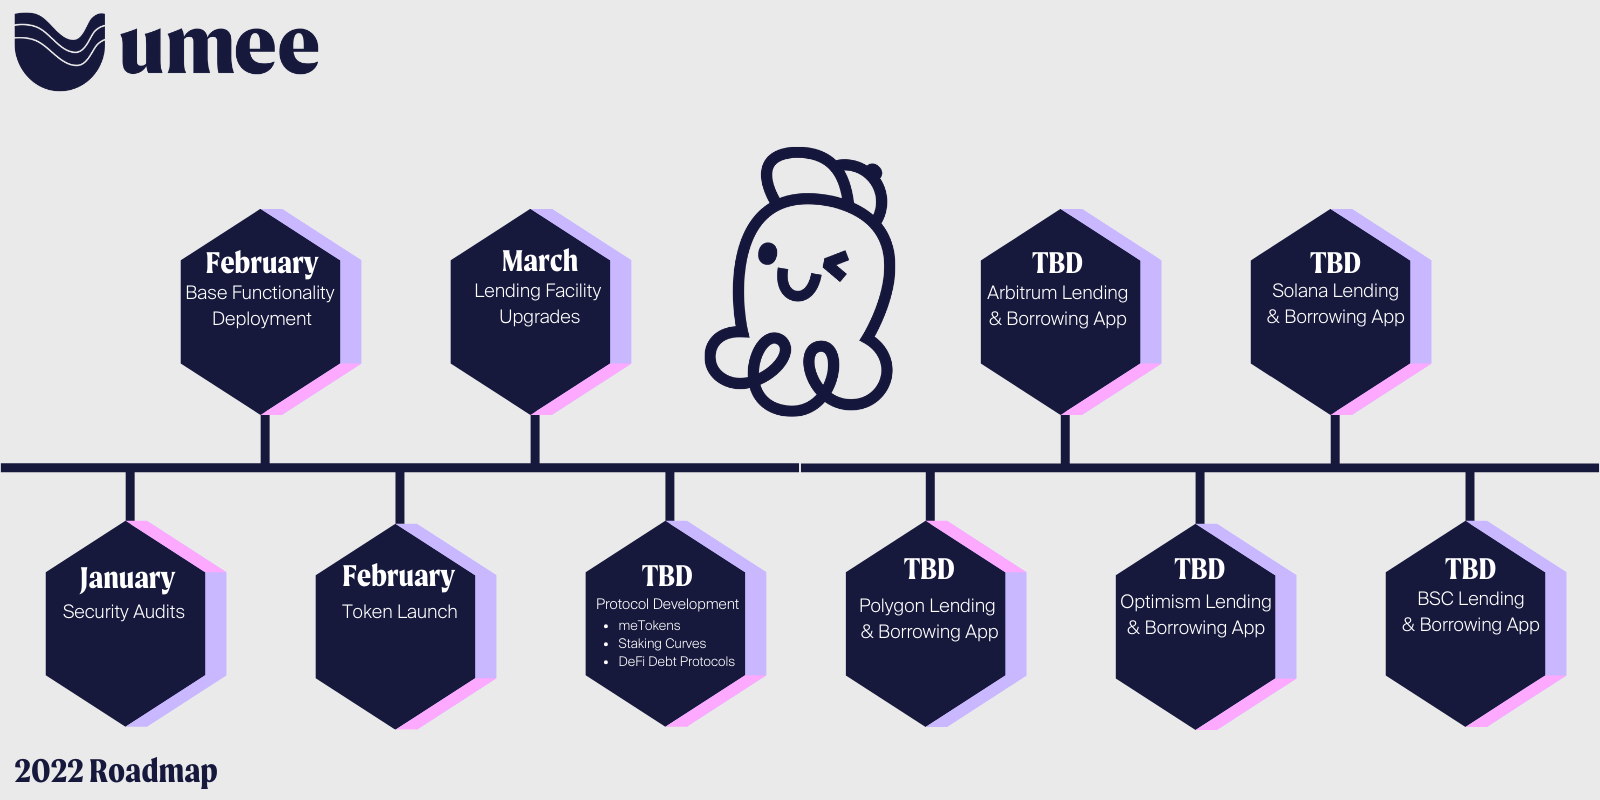 umee
February
Base Functionality
Deployment
March
Lending Facility
Upgrades
TBD
Arbitrum Lending
& Borrowing App
TBD
Solana Lending
& Borrowing App
January
Security Audits
February
Token Launch
TBD
Protocol Development
• meTokens
• Staking Curves
• DeFi Debt Protocols
TBD
Polygon Lending
& Borrowing App
TBD
Optimism Lending
& Borrowing App
TBD
BSC Lending
& Borrowing App
2022 Roadmap